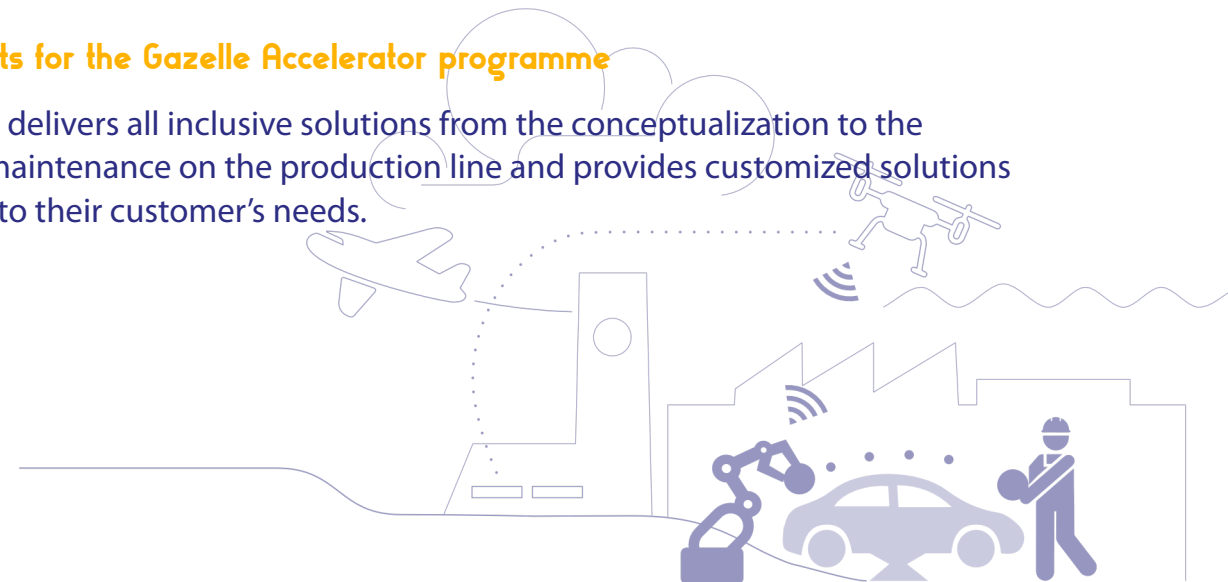 ts for the Gazelle Accelerator programme
delivers all inclusive solutions from the conceptualization to the
maintenance on the production line and provides customized solutions
to their customer's needs.